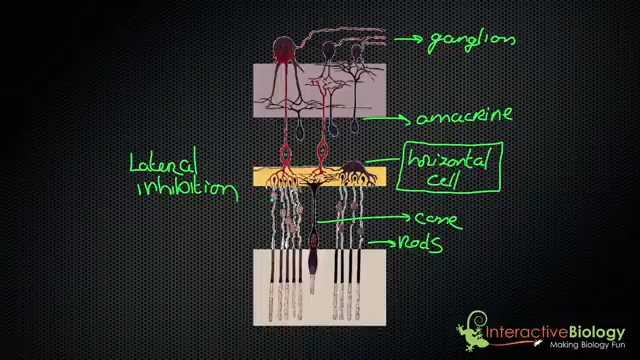 ganglion
amacrine
horizontal
cell
Lateral
inhibition
cone
Rods
InteractiveBiology
Making Biology Fun